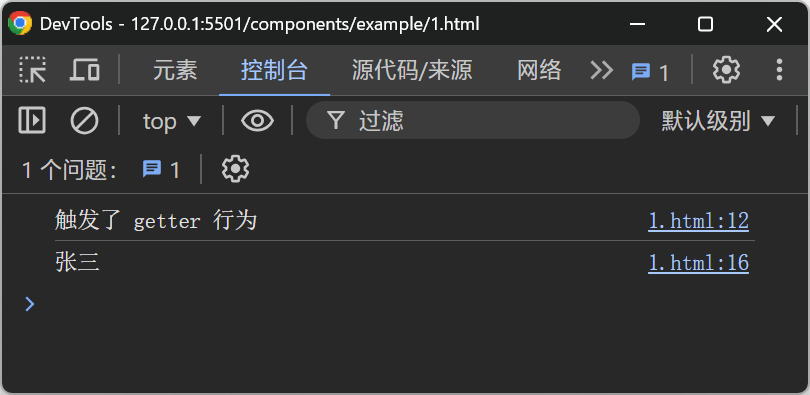 DevTools - 127.0.0.1:5501/components/example/1.html
元素 控制台 源代码/来源 网络 1
top 过滤 默认级别
1 个问题: 1
触发了 getter 行为 1.html:12
张三 1.html:16